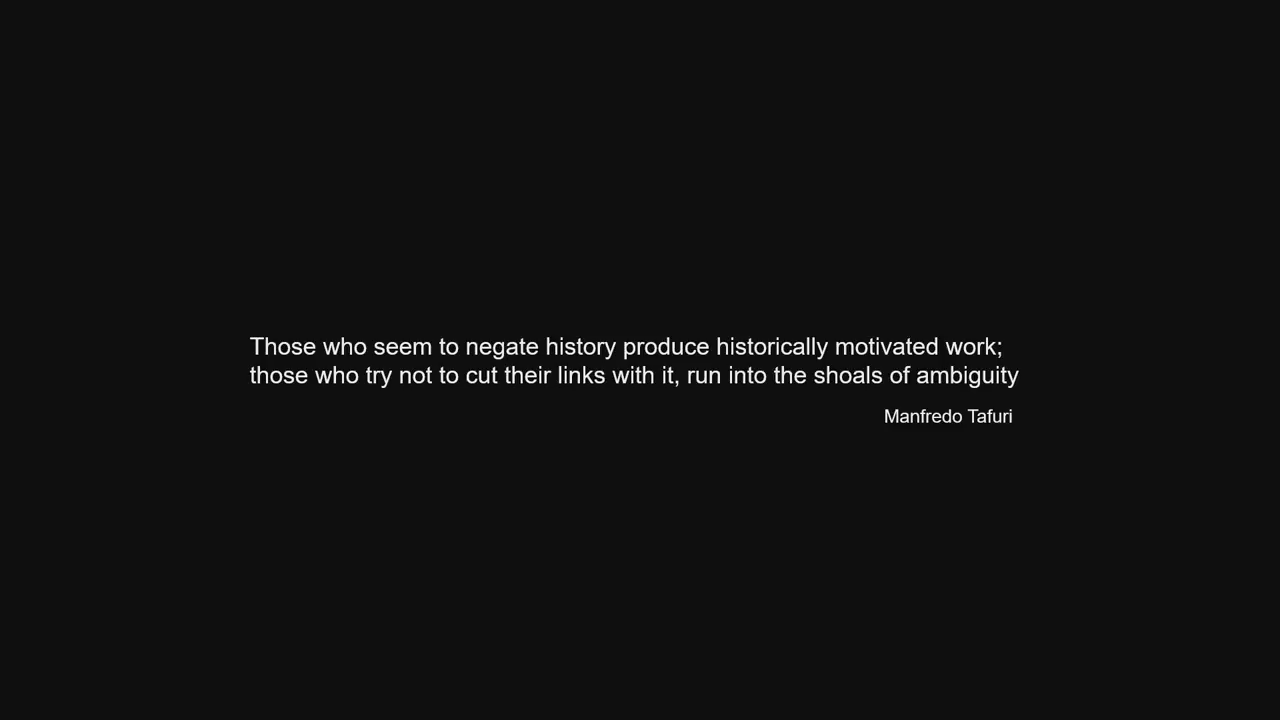 Those who seem to negate history produce historically motivated work;
those who try not to cut their links with it, run into the shoals of ambiguity
Manfredo Tafuri